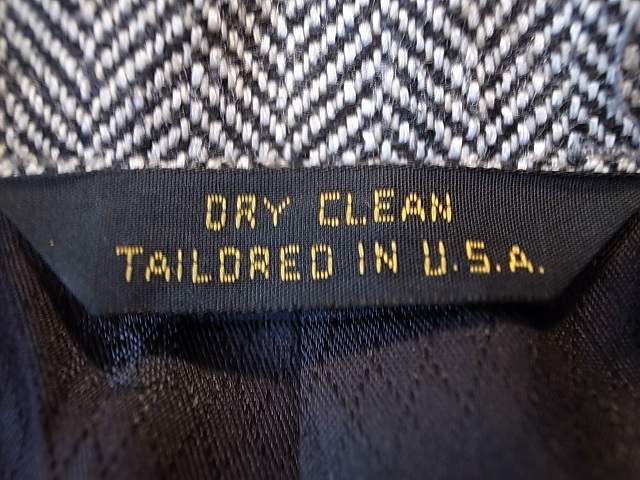 DRY CLEAN
TAILORED IN U.S.A.